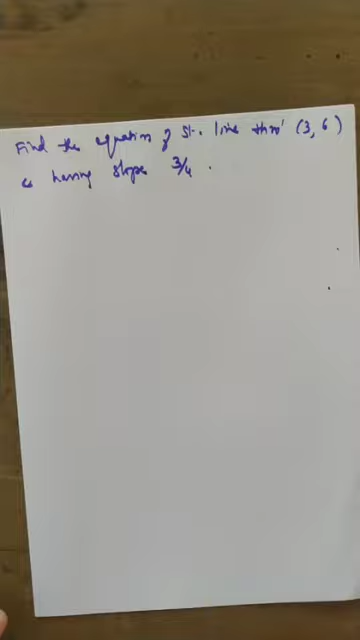 Find the equation of St. line thro' (3, 6)
& having slope 3/4 .